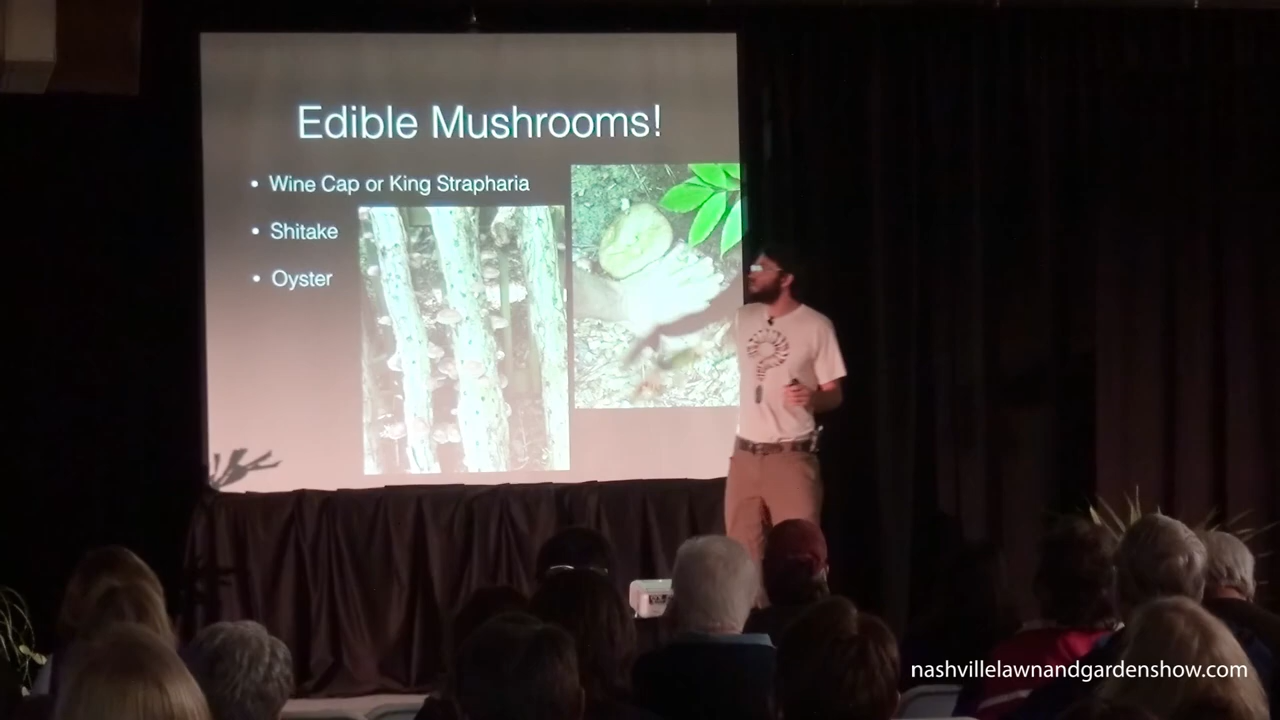 Edible Mushrooms!
• Wine Cap or King Strapharia
• Shitake
• Oyster
nashvillelawnandgardenshow.com